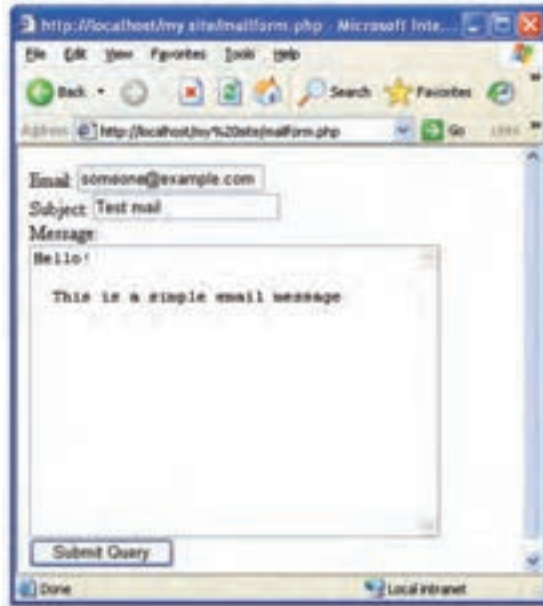 http://localhost/my site/mailform.php - Microsoft Inte...
File Edit View Favorites Tools Help
Back Search Favorites
Address http://localhost/my%20site/mailform.php Go Links
Email: someone@example.com
Subject: Test mail
Message:
Hello!
This is a simple email message
Submit Query
Done Local intranet